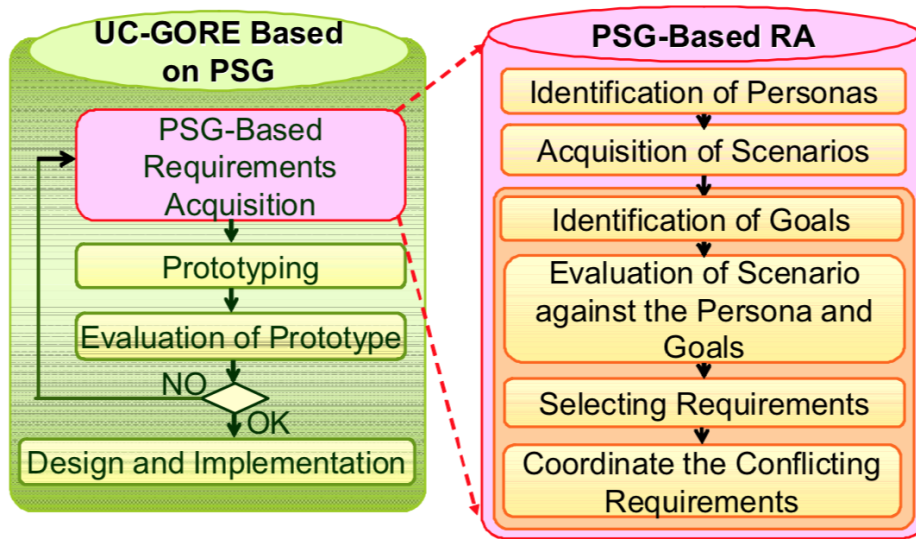 UC-GORE Based
on PSG
PSG-Based
Requirements
Acquisition
Prototyping
Evaluation of Prototype
NO
OK
Design and Implementation
PSG-Based RA
Identification of Personas
Acquisition of Scenarios
Identification of Goals
Evaluation of Scenario
against the Persona and
Goals
Selecting Requirements
Coordinate the Conflicting
Requirements